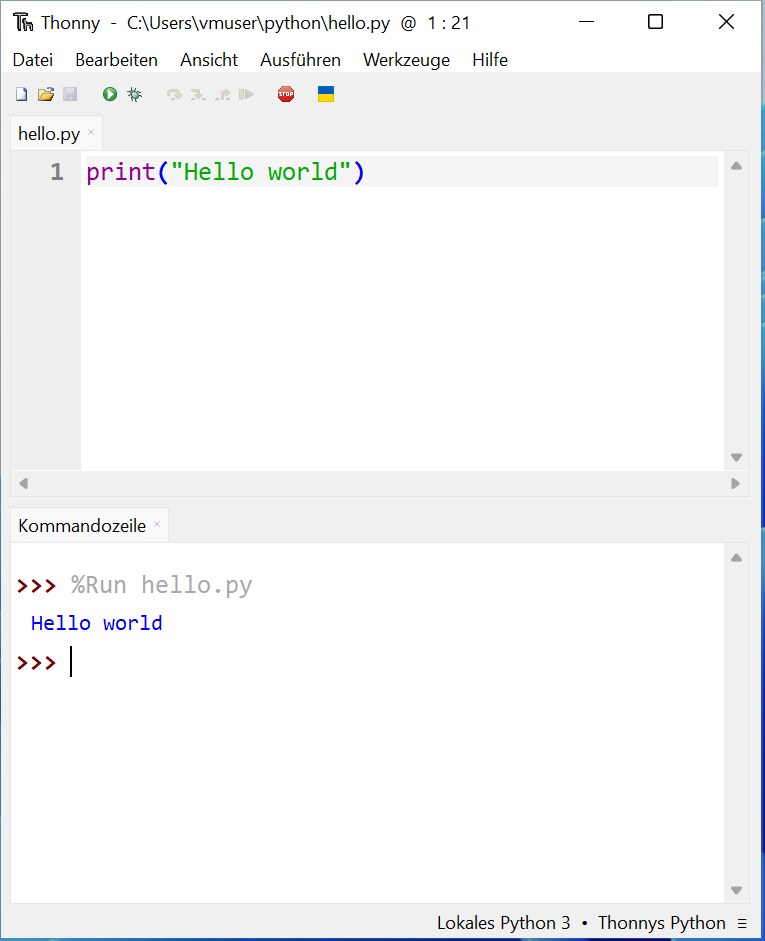 Thonny - C:\Users\vmuser\python\hello.py @ 1 : 21
Datei Bearbeiten Ansicht Ausführen Werkzeuge Hilfe
STOP
hello.py ×
1 print("Hello world")
Kommandozeile ×
>>> %Run hello.py
Hello world
>>>
Lokales Python 3 • Thonnys Python ≡